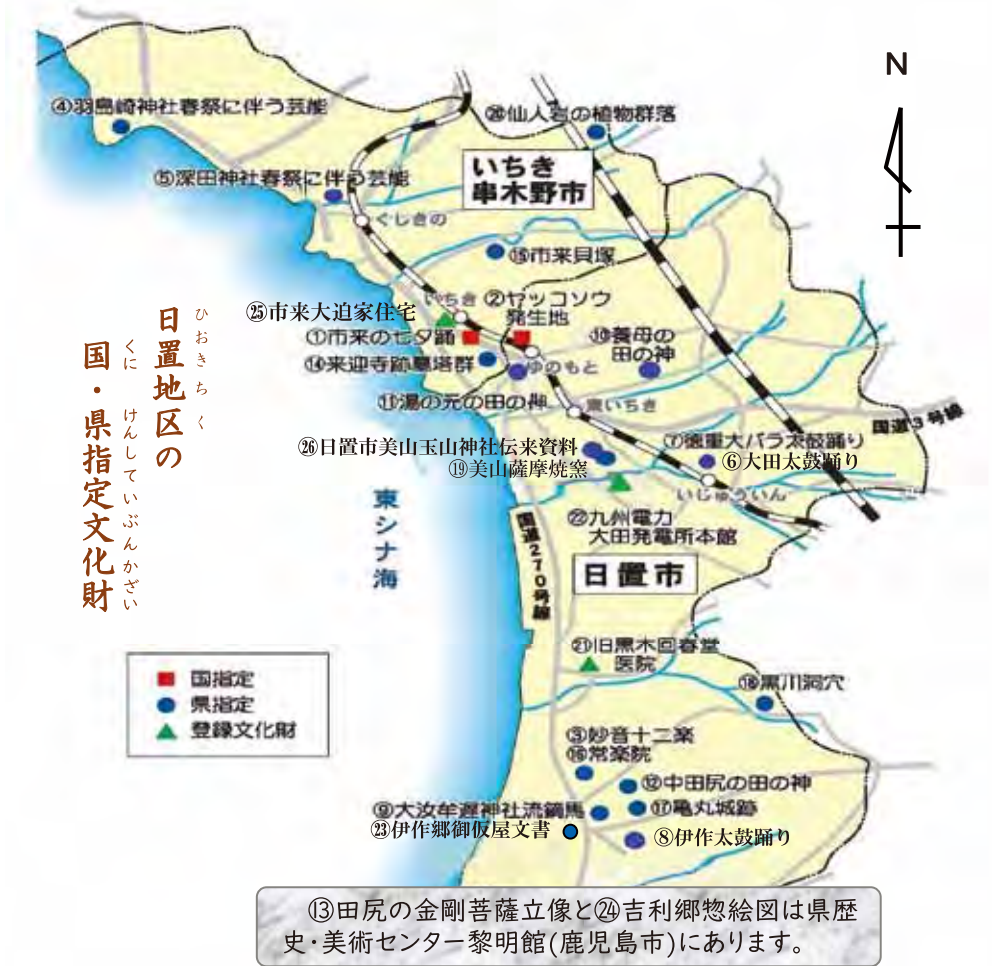 日置地区の
ひおきちく
国・県指定文化財
くに けんしていぶんかざい
N
④羽島崎神社春祭に伴う芸能
⑳仙人岩の植物群落
いちき
串木野市
⑤深田神社春祭に伴う芸能
くしきの
⑮市来貝塚
いちき
②ヤッコソウ
発生地
㉕市来大迫家住宅
①市来の七夕踊
⑩養母の
田の神
⑭来迎寺跡墓塔群
ゆのもと
⑪湯の元の田の神
東いちき
国道3号線
⑦徳重大バラ太鼓踊り
㉖日置市美山玉山神社伝来資料
⑥大田太鼓踊り
⑲美山薩摩焼窯
いじゅういん
東シナ海
国道270号線
㉒九州電力
大田発電所本館
日置市
㉑旧黒木回春堂
医院
⑱黒川洞穴
国指定
県指定
登録文化財
③妙音十二楽
⑯常楽院
⑫中田尻の田の神
⑨大汝牟遅神社流鏑馬
⑰亀丸城跡
㉓伊作郷御仮屋文書
⑧伊作太鼓踊り
⑬田尻の金剛菩薩立像と㉔吉利郷惣絵図は県歴
史・美術センター黎明館(鹿児島市)にあります。